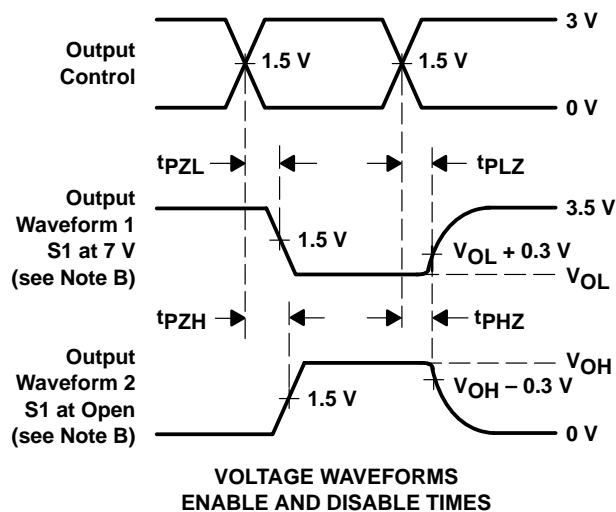 Output
Control
1.5 V
1.5 V
3 V
0 V
tPZL
tPLZ
Output
Waveform 1
S1 at 7 V
(see Note B)
1.5 V
3.5 V
VOL + 0.3 V
VOL
tPZH
tPHZ
Output
Waveform 2
S1 at Open
(see Note B)
1.5 V
VOH
VOH – 0.3 V
0 V
VOLTAGE WAVEFORMS
ENABLE AND DISABLE TIMES